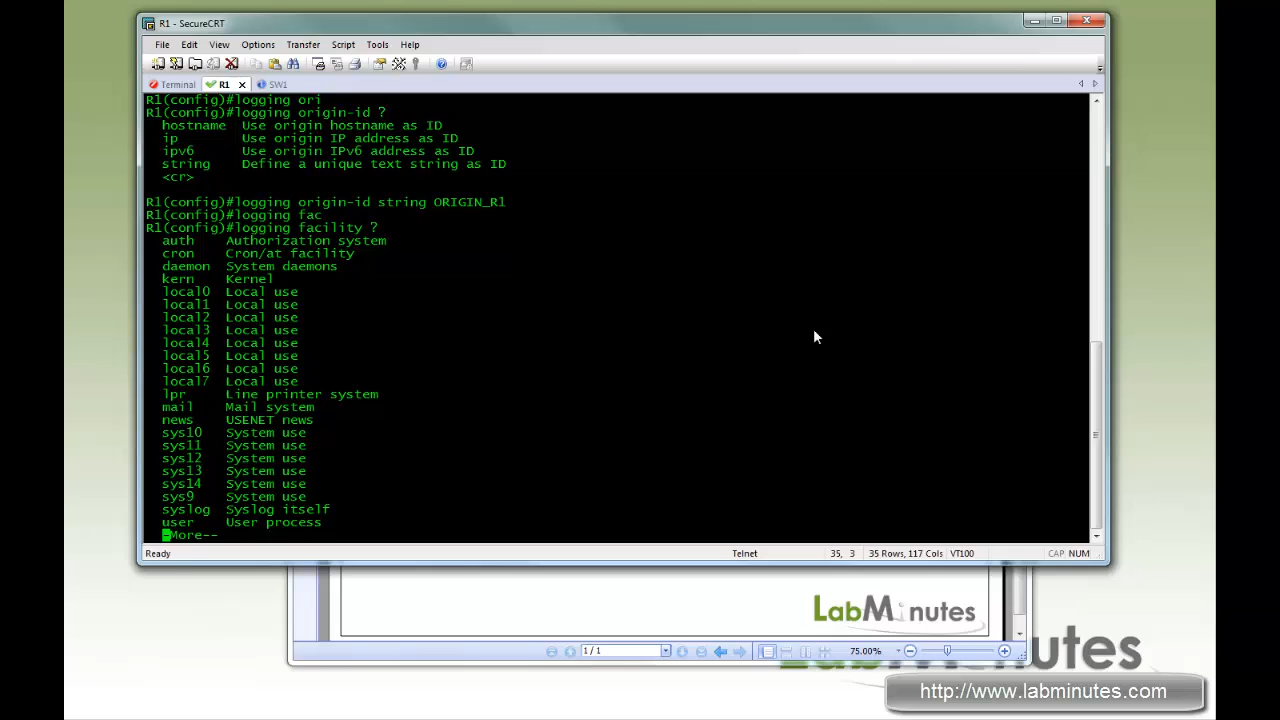 R1 - SecureCRT
File Edit View Options Transfer Script Tools Help
Terminal R1 SW1
R1(config)#logging ori
R1(config)#logging origin-id ?
hostname Use origin hostname as ID
ip Use origin IP address as ID
ipv6 Use origin IPv6 address as ID
string Define a unique text string as ID
<cr>
R1(config)#logging origin-id string ORIGIN_R1
R1(config)#logging fac
R1(config)#logging facility ?
auth Authorization system
cron Cron/at facility
daemon System daemons
kern Kernel
local0 Local use
local1 Local use
local2 Local use
local3 Local use
local4 Local use
local5 Local use
local6 Local use
local7 Local use
lpr Line printer system
mail Mail system
news USENET news
sys10 System use
sys11 System use
sys12 System use
sys13 System use
sys14 System use
sys9 System use
syslog Syslog itself
user User process
--More--
Ready Telnet 35, 3 35 Rows, 117 Cols VT100 CAP NUM
LabMinutes
1 / 1 75.00%
http://www.labminutes.com